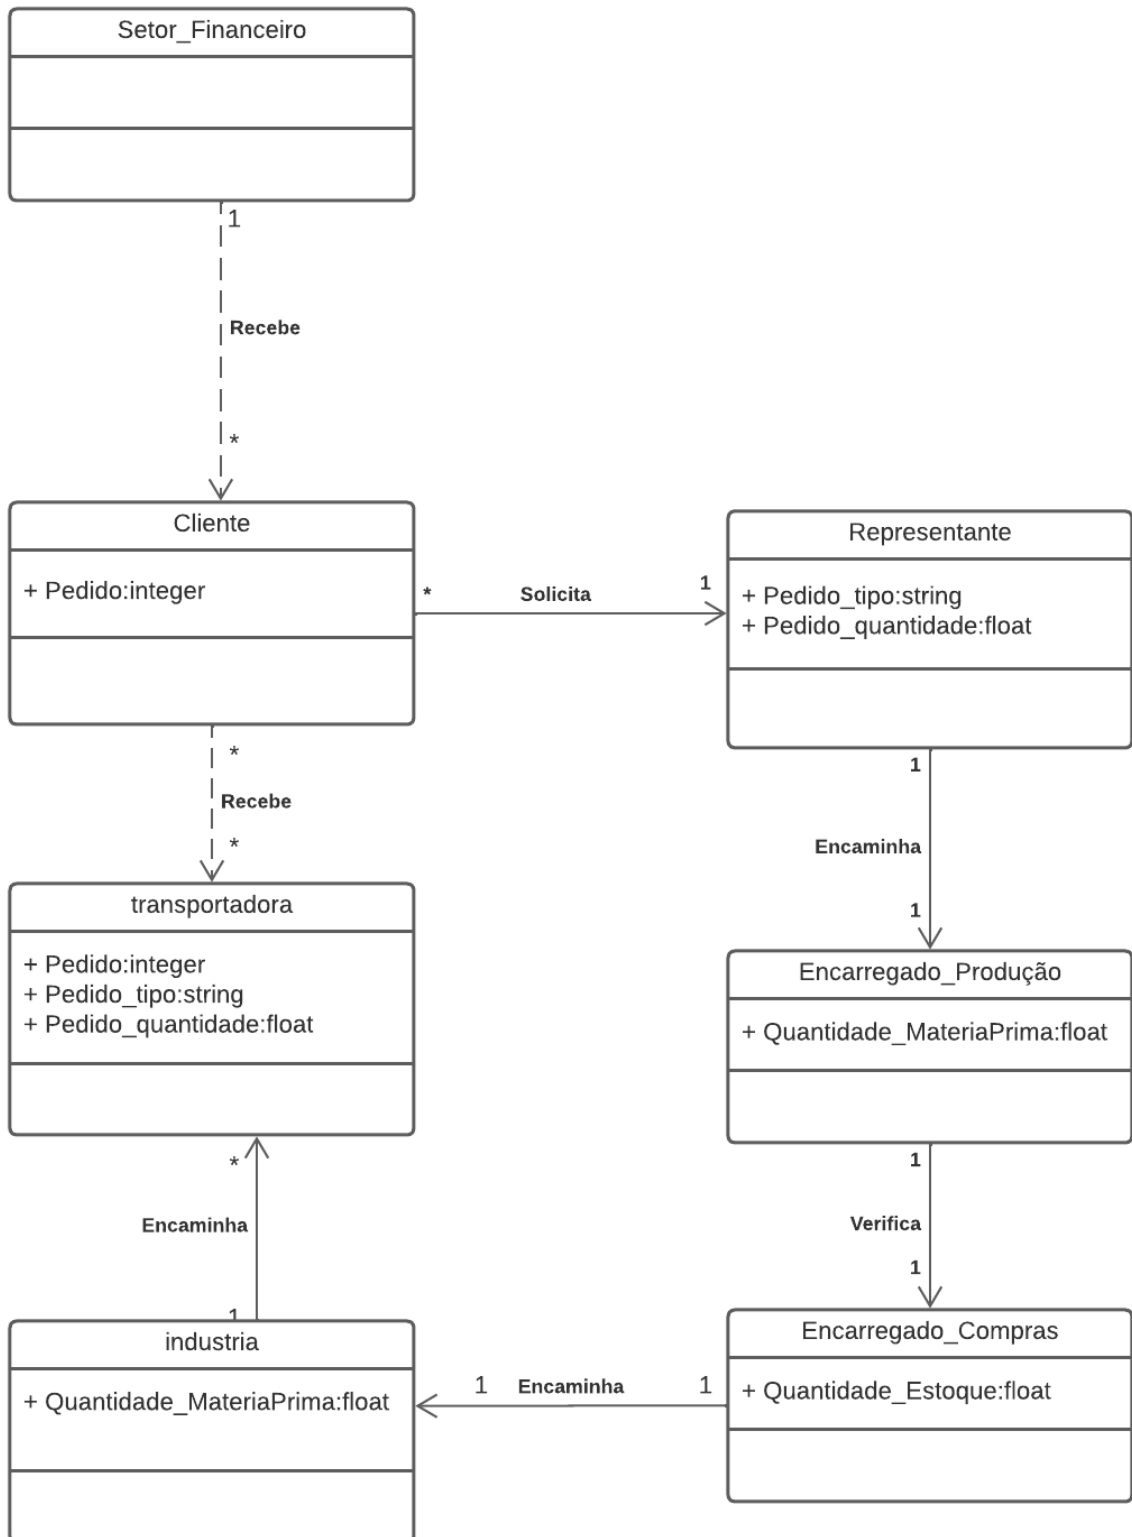 Setor_Financeiro
1
Recebe
*
Cliente
+ Pedido:integer
* Solicita 1
Representante
+ Pedido_tipo:string
+ Pedido_quantidade:float
*
Recebe
*
1
Encaminha
1
transportadora
+ Pedido:integer
+ Pedido_tipo:string
+ Pedido_quantidade:float
Encarregado_Produção
+ Quantidade_MateriaPrima:float
*
Encaminha
1
1
Verifica
1
industria
+ Quantidade_MateriaPrima:float
1 Encaminha 1
Encarregado_Compras
+ Quantidade_Estoque:float